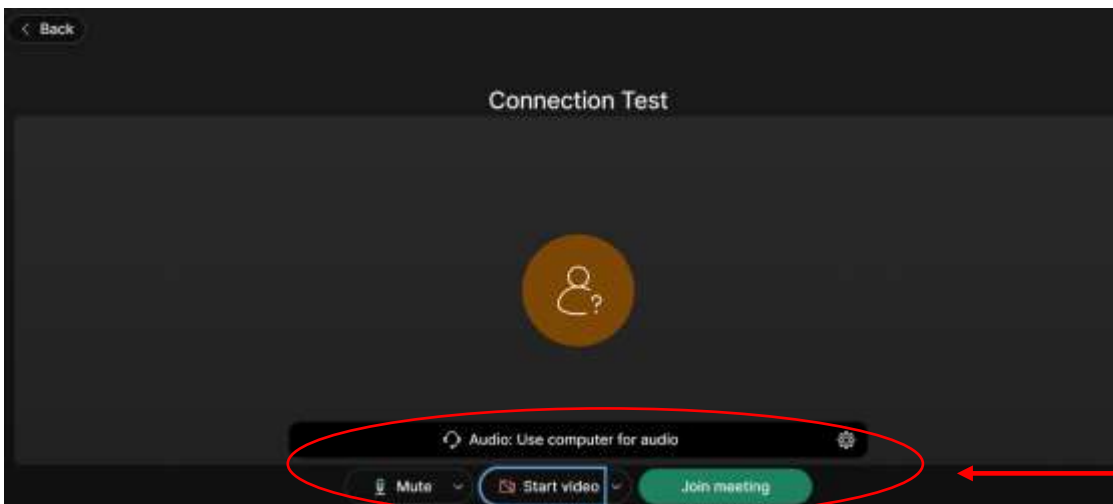 Back
Connection Test
Audio: Use computer for audio
Mute Start video Join meeting